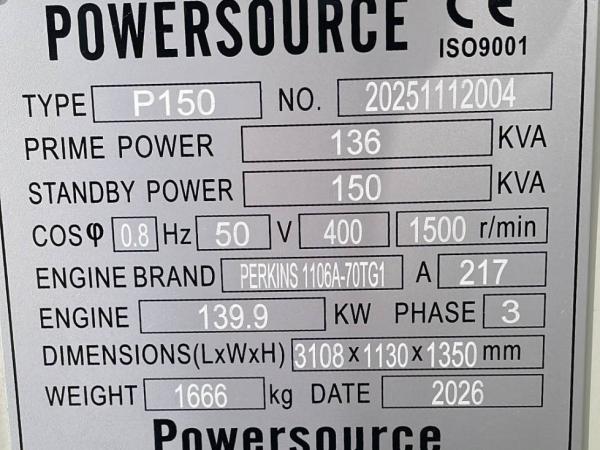 POWERSOURCE CE
ISO9001
TYPE P150 NO. 20251112004
PRIME POWER 136 KVA
STANDBY POWER 150 KVA
COSφ 0.8 Hz 50 V 400 1500 r/min
ENGINE BRAND PERKINS 1106A-70TG1 A 217
ENGINE 139.9 KW PHASE 3
DIMENSIONS(LxWxH) 3108x1130x1350 mm
WEIGHT 1666 kg DATE 2026
Powersource